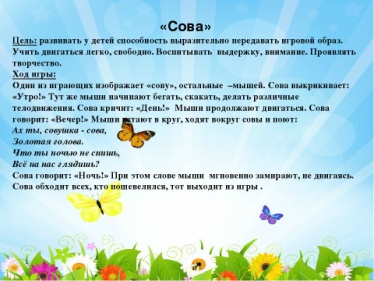 «Сова»
Цель: развивать у детей способность выразительно передавать игровой образ.
Учить двигаться легко, свободно. Воспитывать выдержку, внимание. Проявлять
творчество.
Ход игры:
Один из играющих изображает «сову», остальные –мышей. Сова выкрикивает:
«Утро!» Тут же мыши начинают бегать, скакать, делать различные
телодвижения. Сова кричит: «День!» Мыши продолжают двигаться. Сова
говорит: «Вечер!» Мыши встают в круг, ходят вокруг совы и поют:
Ах ты, совушка - сова,
Золотая голова.
Что ты ночью не спишь,
Всё на нас глядишь?
Сова говорит: «Ночь!» При этом слове мыши мгновенно замирают, не двигаясь.
Сова обходит всех, кто пошевелился, тот выходит из игры .